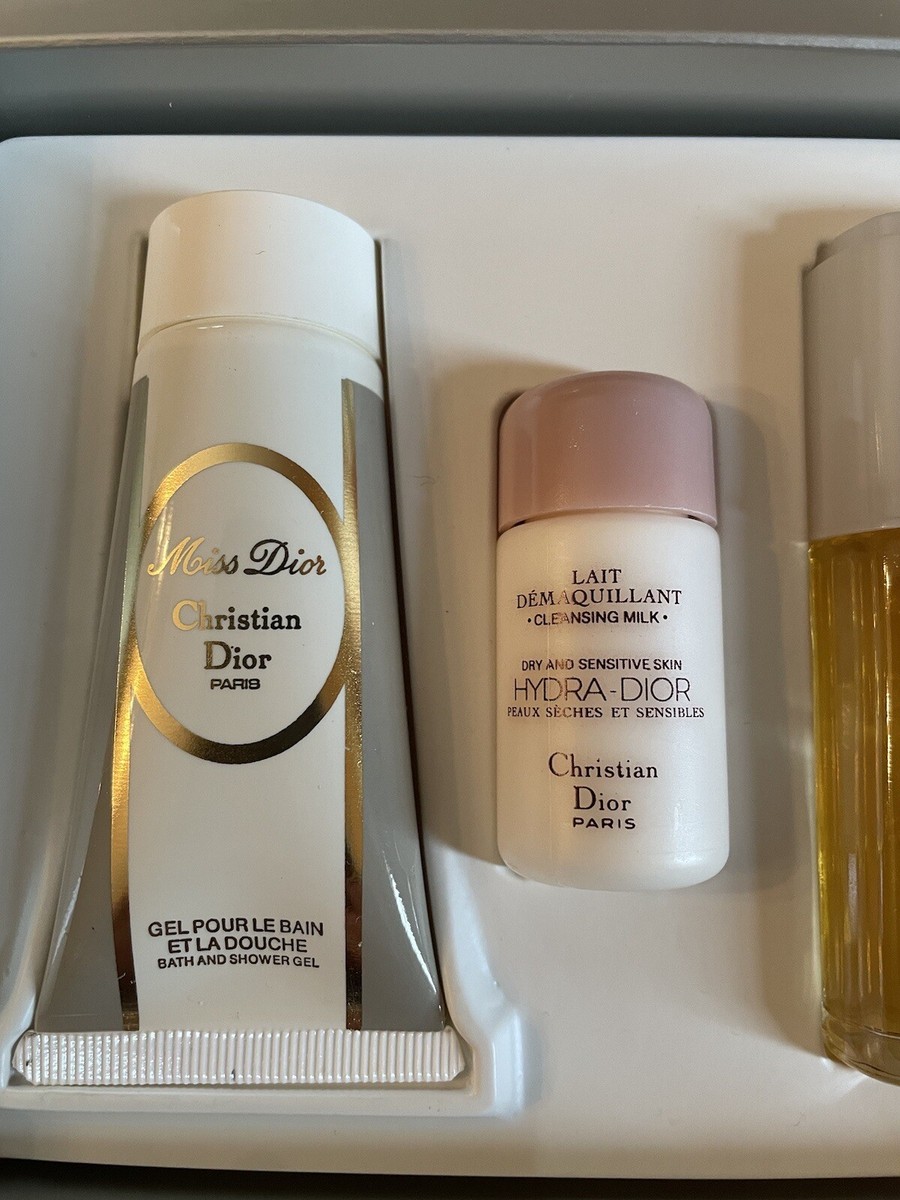 Miss Dior
Christian
Dior
PARIS
GEL POUR LE BAIN
ET LA DOUCHE
BATH AND SHOWER GEL
LAIT
DÉMAQUILLANT
• CLEANSING MILK •
DRY AND SENSITIVE SKIN
HYDRA-DIOR
PEAUX SÈCHES ET SENSIBLES
Christian
Dior
PARIS